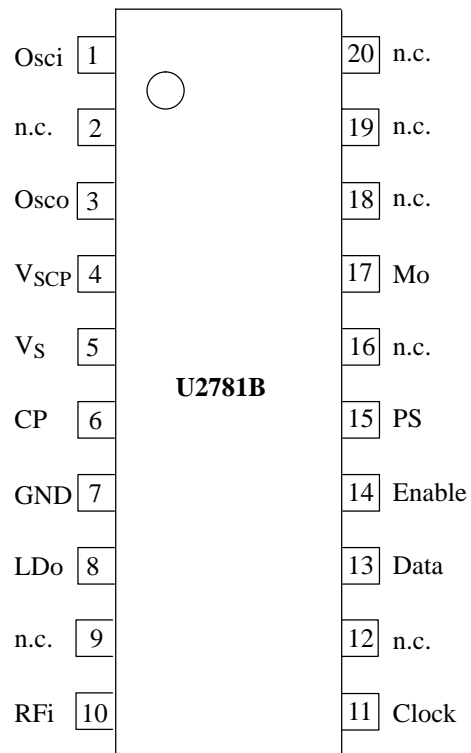 Osci 1 20 n.c.
n.c. 2 19 n.c.
Osco 3 18 n.c.
VSCP 4 17 Mo
VS 5 16 n.c.
U2781B
CP 6 15 PS
GND 7 14 Enable
LDo 8 13 Data
n.c. 9 12 n.c.
RFi 10 11 Clock